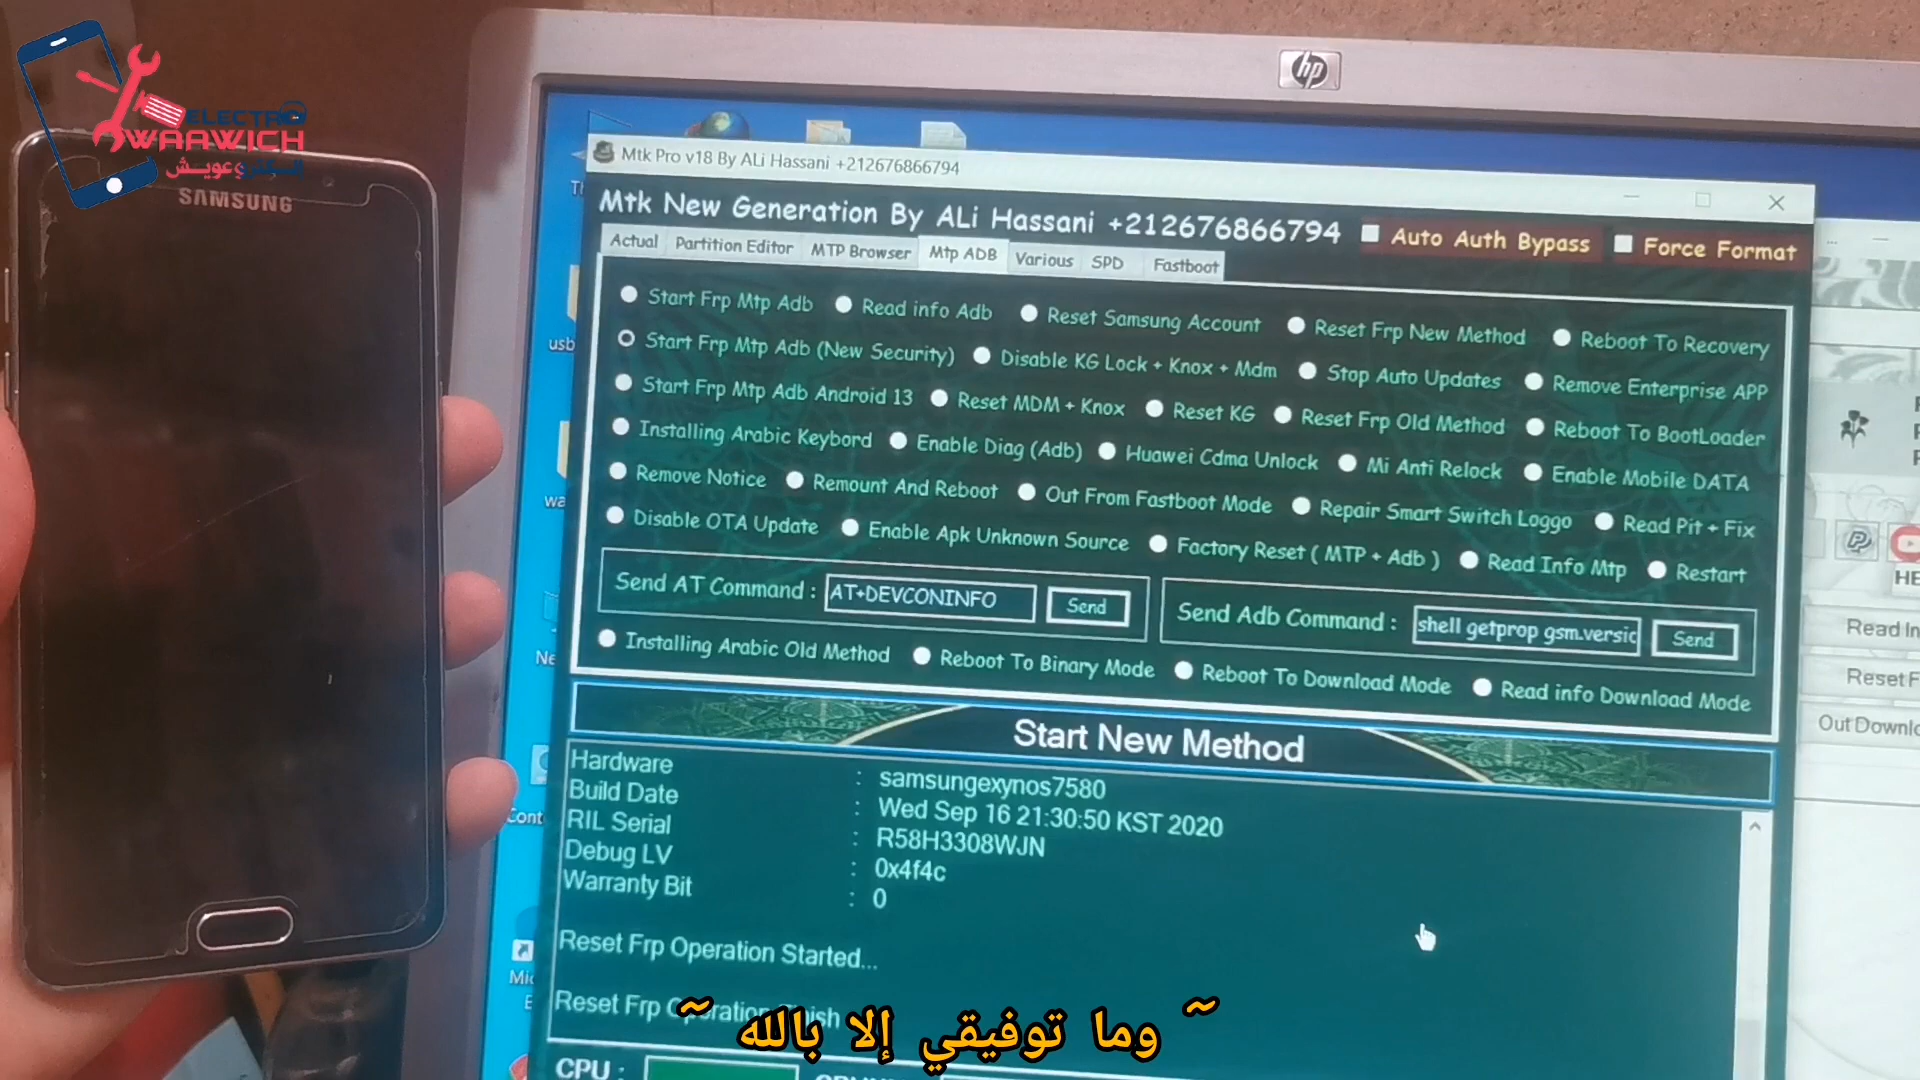 ELECTRO
WAAWICH
إلكتروعويش
SAMSUNG
hp
Mtk Pro v18 By ALi Hassani +212676866794
Mtk New Generation By ALi Hassani +212676866794
Auto Auth Bypass
Force Format
Actual
Partition Editor
MTP Browser
Mtp ADB
Various
SPD
Fastboot
Start Frp Mtp Adb
Read info Adb
Reset Samsung Account
Reset Frp New Method
Reboot To Recovery
Start Frp Mtp Adb (New Security)
Disable KG Lock + Knox + Mdm
Stop Auto Updates
Remove Enterprise APP
Start Frp Mtp Adb Android 13
Reset MDM + Knox
Reset KG
Reset Frp Old Method
Reboot To BootLoader
Installing Arabic Keybord
Enable Diag (Adb)
Huawei Cdma Unlock
Mi Anti Relock
Enable Mobile DATA
Remove Notice
Remount And Reboot
Out From Fastboot Mode
Repair Smart Switch Loggo
Read Pit + Fix
Disable OTA Update
Enable Apk Unknown Source
Factory Reset ( MTP + Adb )
Read Info Mtp
Restart
Send AT Command :
AT+DEVCONINFO
Send
Send Adb Command :
shell getprop gsm.versic
Send
Installing Arabic Old Method
Reboot To Binary Mode
Reboot To Download Mode
Read info Download Mode
Start New Method
Hardware : samsungexynos7580
Build Date : Wed Sep 16 21:30:50 KST 2020
RIL Serial : R58H3308WJN
Debug LV : 0x4f4c
Warranty Bit : 0
Reset Frp Operation Started...
Reset Frp
CPU :
usb
Read In
Reset F
Out Downlo
~ وما توفيقي إلا بالله ~